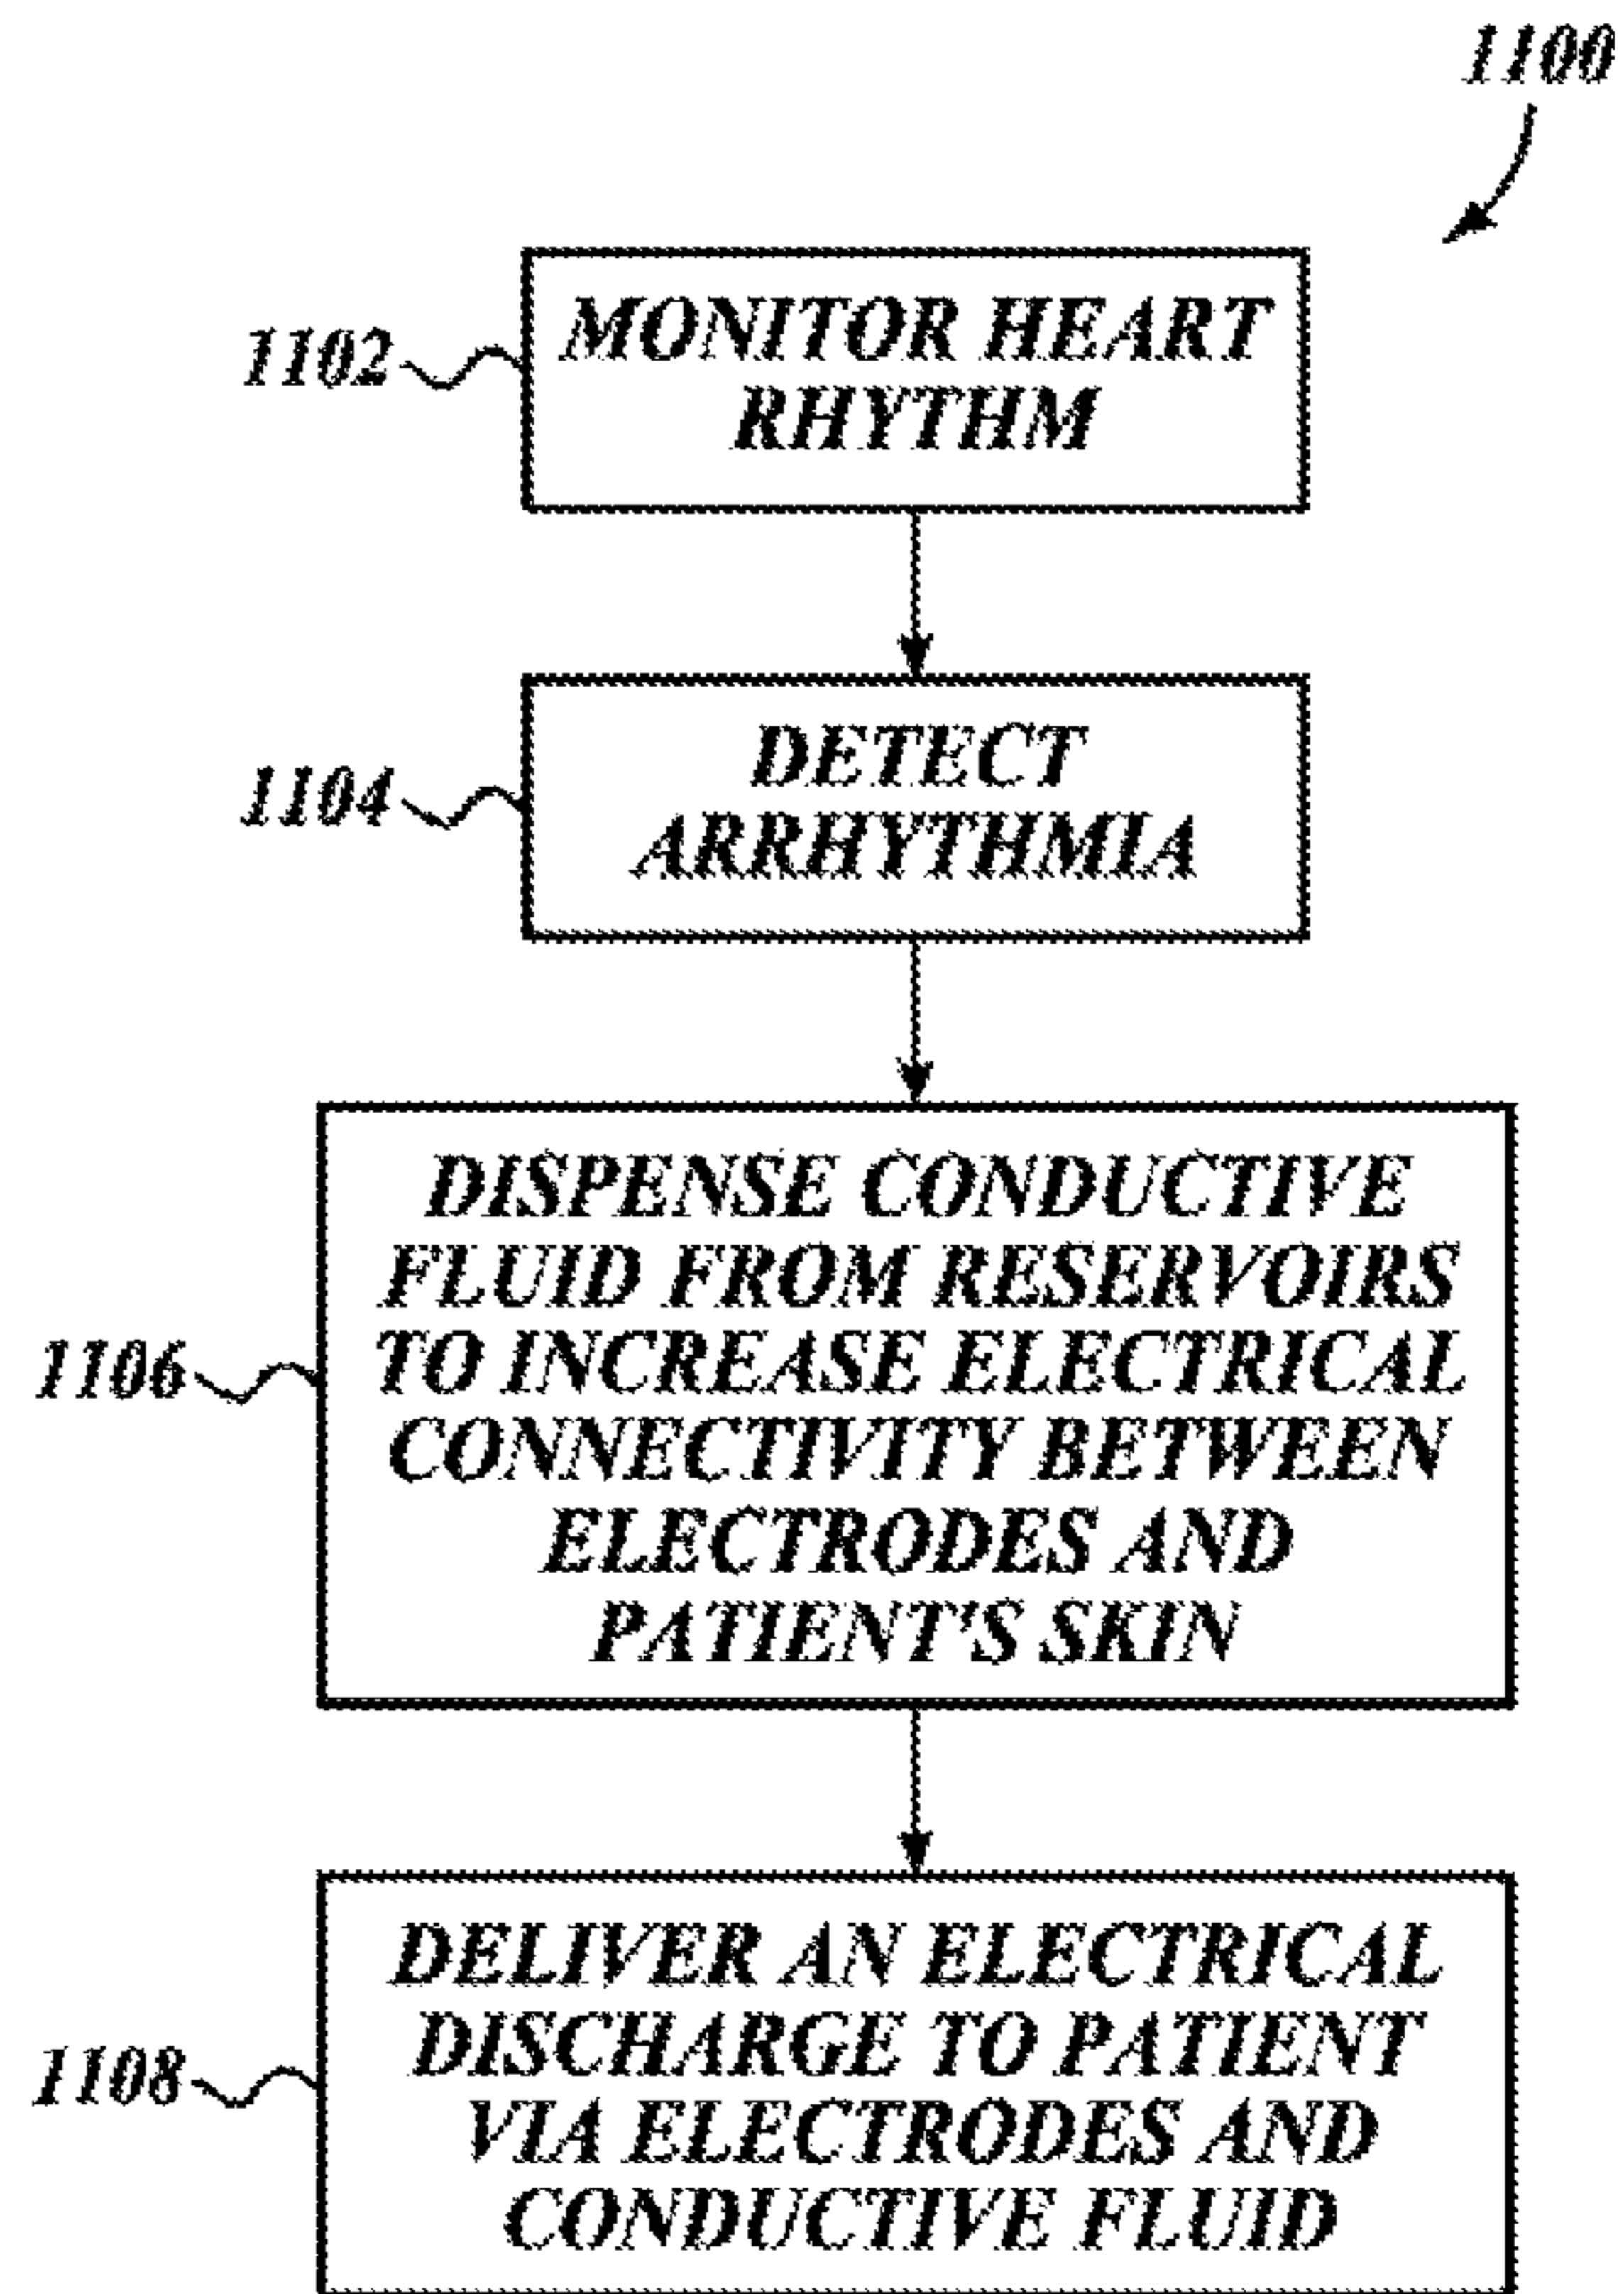 1100
1102
MONITOR HEART
RHYTHM
1104
DETECT
ARRHYTHMIA
1106
DISPENSE CONDUCTIVE
FLUID FROM RESERVOIRS
TO INCREASE ELECTRICAL
CONNECTIVITY BETWEEN
ELECTRODES AND
PATIENT'S SKIN
1108
DELIVER AN ELECTRICAL
DISCHARGE TO PATIENT
VIA ELECTRODES AND
CONDUCTIVE FLUID